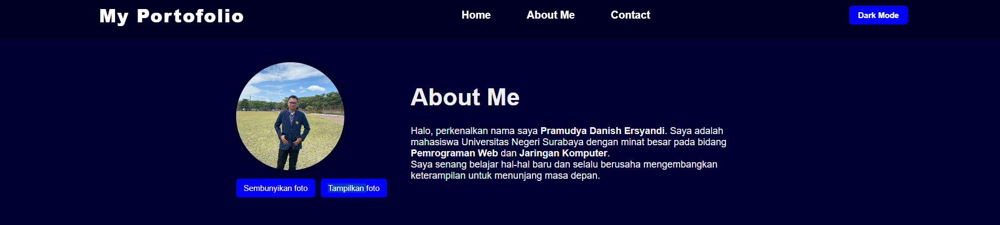 My Portofolio
Home
About Me
Contact
Dark Mode
About Me
Halo, perkenalkan nama saya Pramudya Danish Ersyandi. Saya adalah
mahasiswa Universitas Negeri Surabaya dengan minat besar pada bidang
Pemrograman Web dan Jaringan Komputer.
Saya senang belajar hal-hal baru dan selalu berusaha mengembangkan
keterampilan untuk menunjang masa depan.
Sembunyikan foto
Tampilkan foto